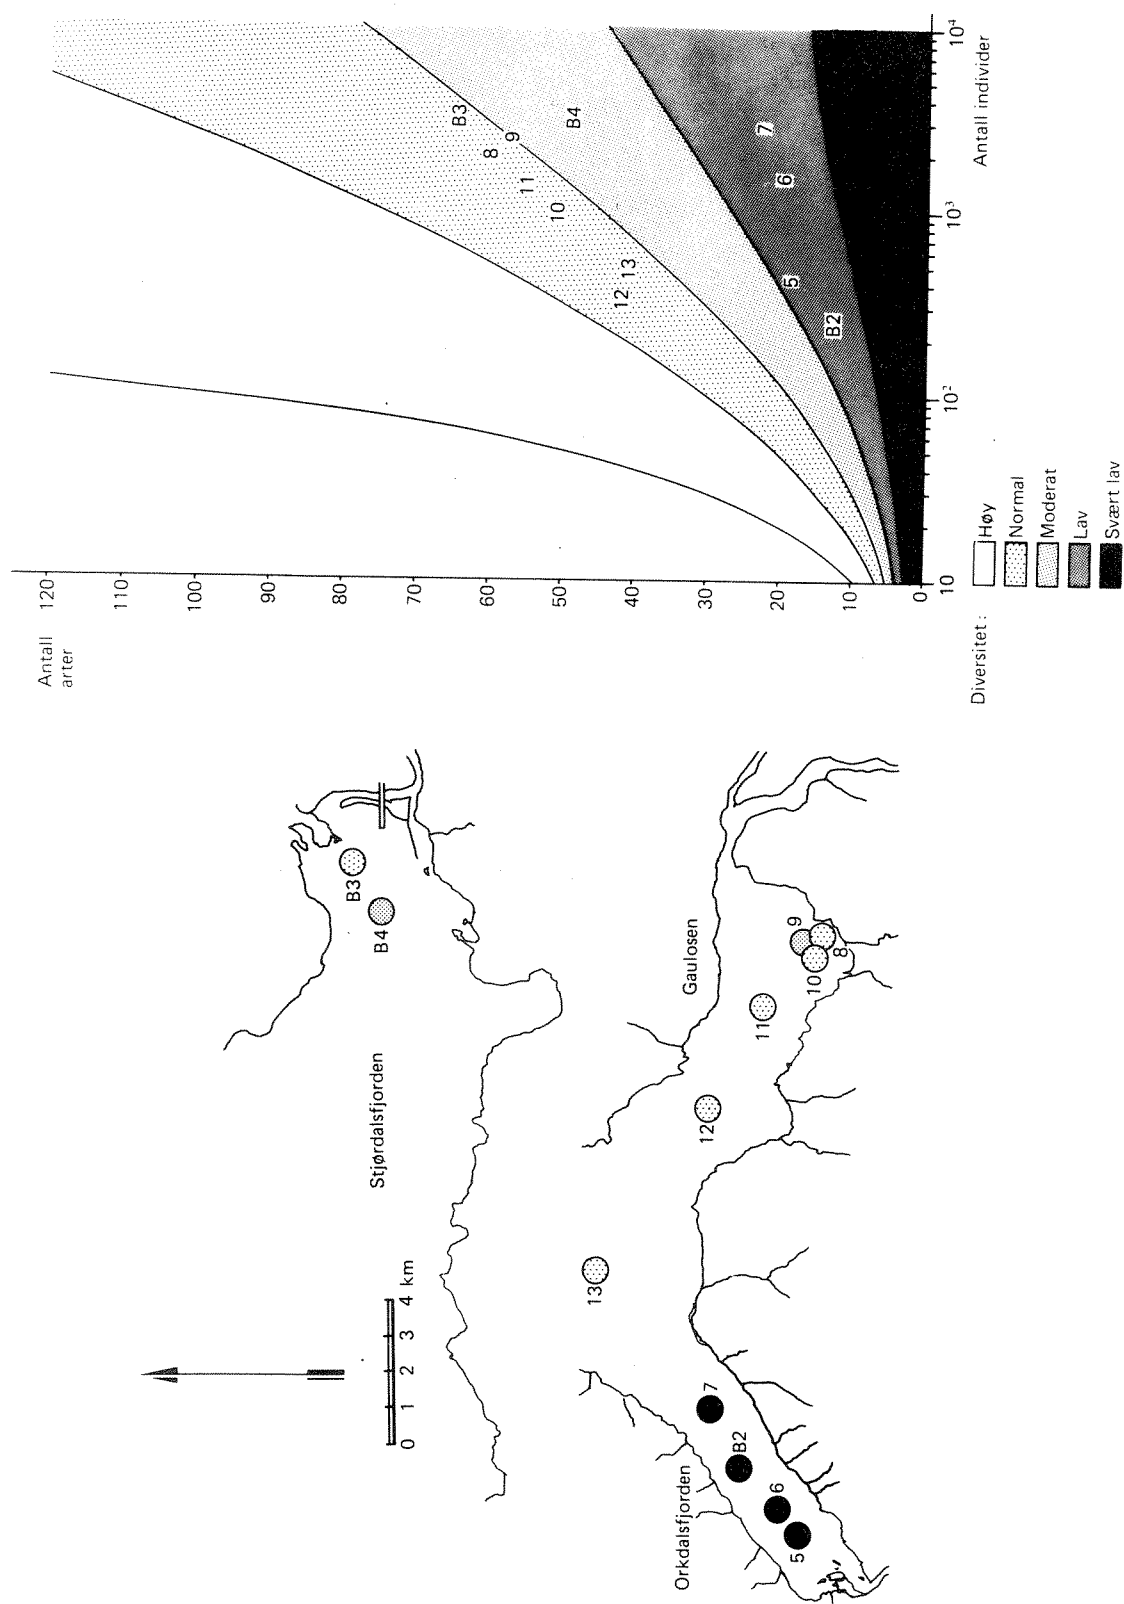 Stjørdalsfjorden
Gaulosen
Orkdalsfjorden
0 1 2 3 4 km
B3
B4
9
8
10
11
12
13
7
B2
6
5
Antall
arter
120
110
100
90
80
70
60
50
40
30
20
10
0
B3
8
9
B4
11
10
13
12
7
6
5
B2
10
10²
10³
10⁴
Antall individer
Diversitet :
Høy
Normal
Moderat
Lav
Svært lav